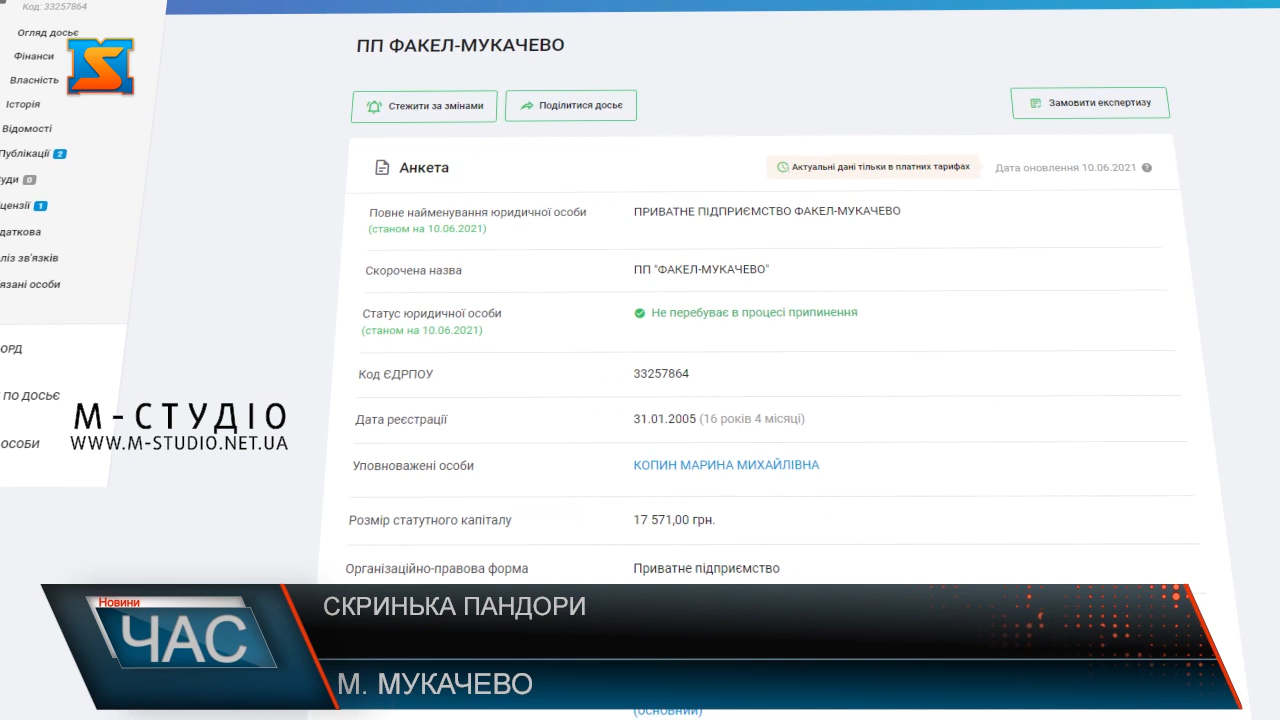 Код: 33257864
Огляд досьє
Фінанси
Власність
Історія
Відомості
Публікації 2
0
1
ліз зв'язків
язані особи
ОРД
ПО ДОСЬЄ
ОСОБИ
М-СТУДІО
WWW.M-STUDIO.NET.UA
ПП ФАКЕЛ-МУКАЧЕВО
Стежити за змінами
Поділитися досьє
Замовити експертизу
Анкета
Актуальні дані тільки в платних тарифах
Дата оновлення 10.06.2021
Повне найменування юридичної особи
(станом на 10.06.2021)
ПРИВАТНЕ ПІДПРИЄМСТВО ФАКЕЛ-МУКАЧЕВО
Скорочена назва
ПП "ФАКЕЛ-МУКАЧЕВО"
Статус юридичної особи
(станом на 10.06.2021)
Не перебуває в процесі припинення
Код ЄДРПОУ
33257864
Дата реєстрації
31.01.2005 (16 років 4 місяці)
Уповноважені особи
КОПИН МАРИНА МИХАЙЛІВНА
Розмір статутного капіталу
17 571,00 грн.
Організаційно-правова форма
Приватне підприємство
Новини
ЧАС
СКРИНЬКА ПАНДОРИ
М. МУКАЧЕВО
(основний)